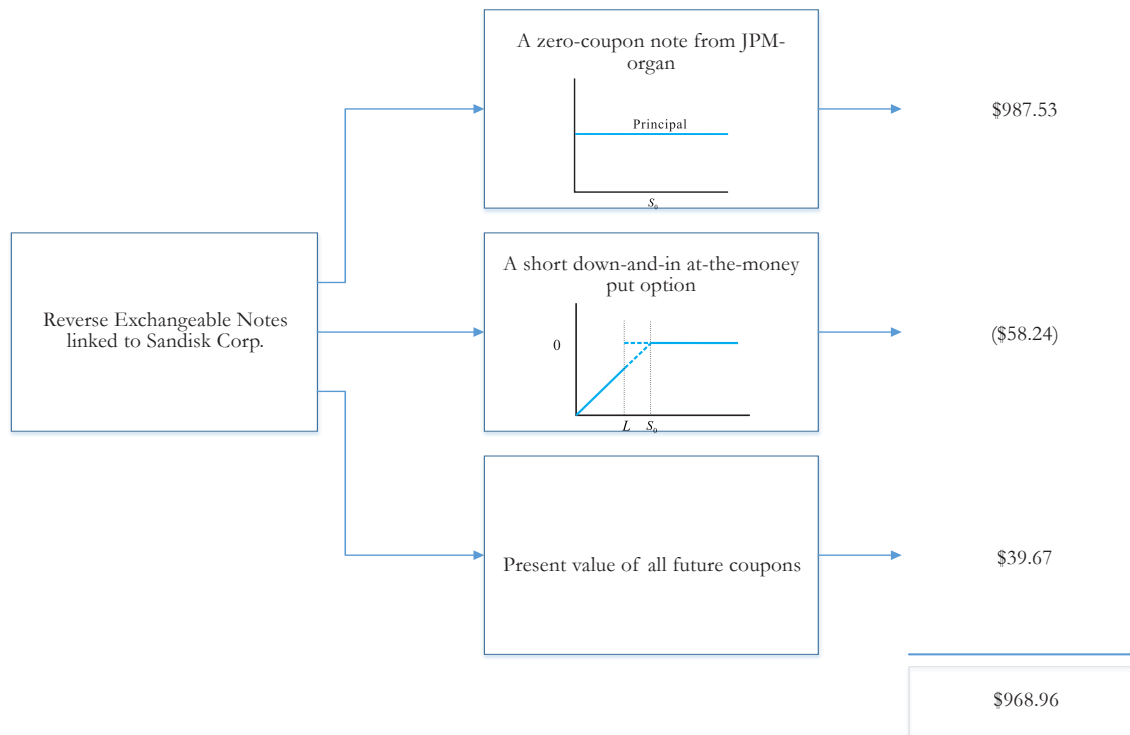 A zero-coupon note from JPM-
organ
Principal
S₀
$987.53
Reverse Exchangeable Notes
linked to Sandisk Corp.
A short down-and-in at-the-money
put option
0
L S₀
($58.24)
Present value of all future coupons
$39.67
$968.96